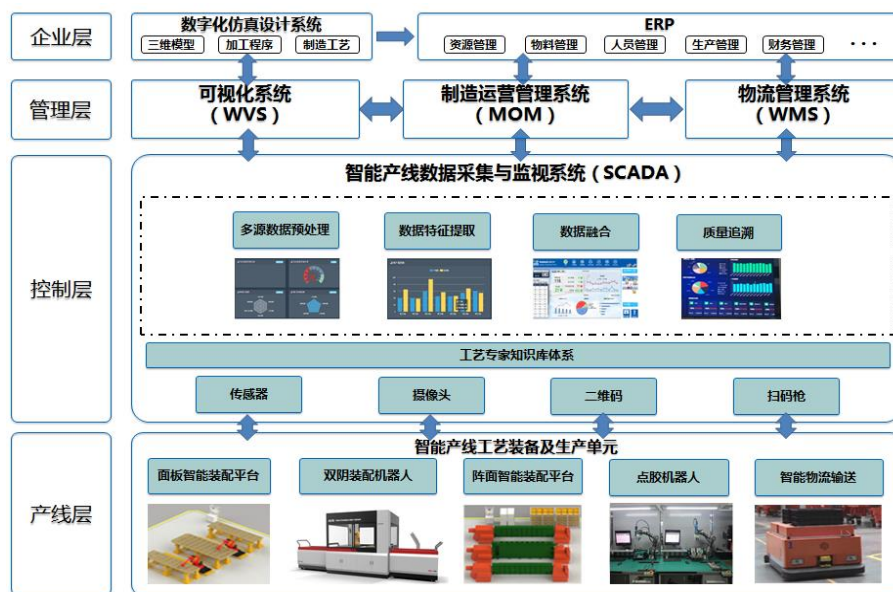 企业层
数字化仿真设计系统
三维模型
加工程序
制造工艺
ERP
资源管理
物料管理
人员管理
生产管理
财务管理
...
管理层
可视化系统
（WVS）
制造运营管理系统
（MOM）
物流管理系统
（WMS）
控制层
智能产线数据采集与监视系统（SCADA）
多源数据预处理
数据特征提取
数据融合
质量追溯
工艺专家知识库体系
传感器
摄像头
二维码
扫码枪
产线层
智能产线工艺装备及生产单元
面板智能装配平台
双阴装配机器人
阵面智能装配平台
点胶机器人
智能物流输送